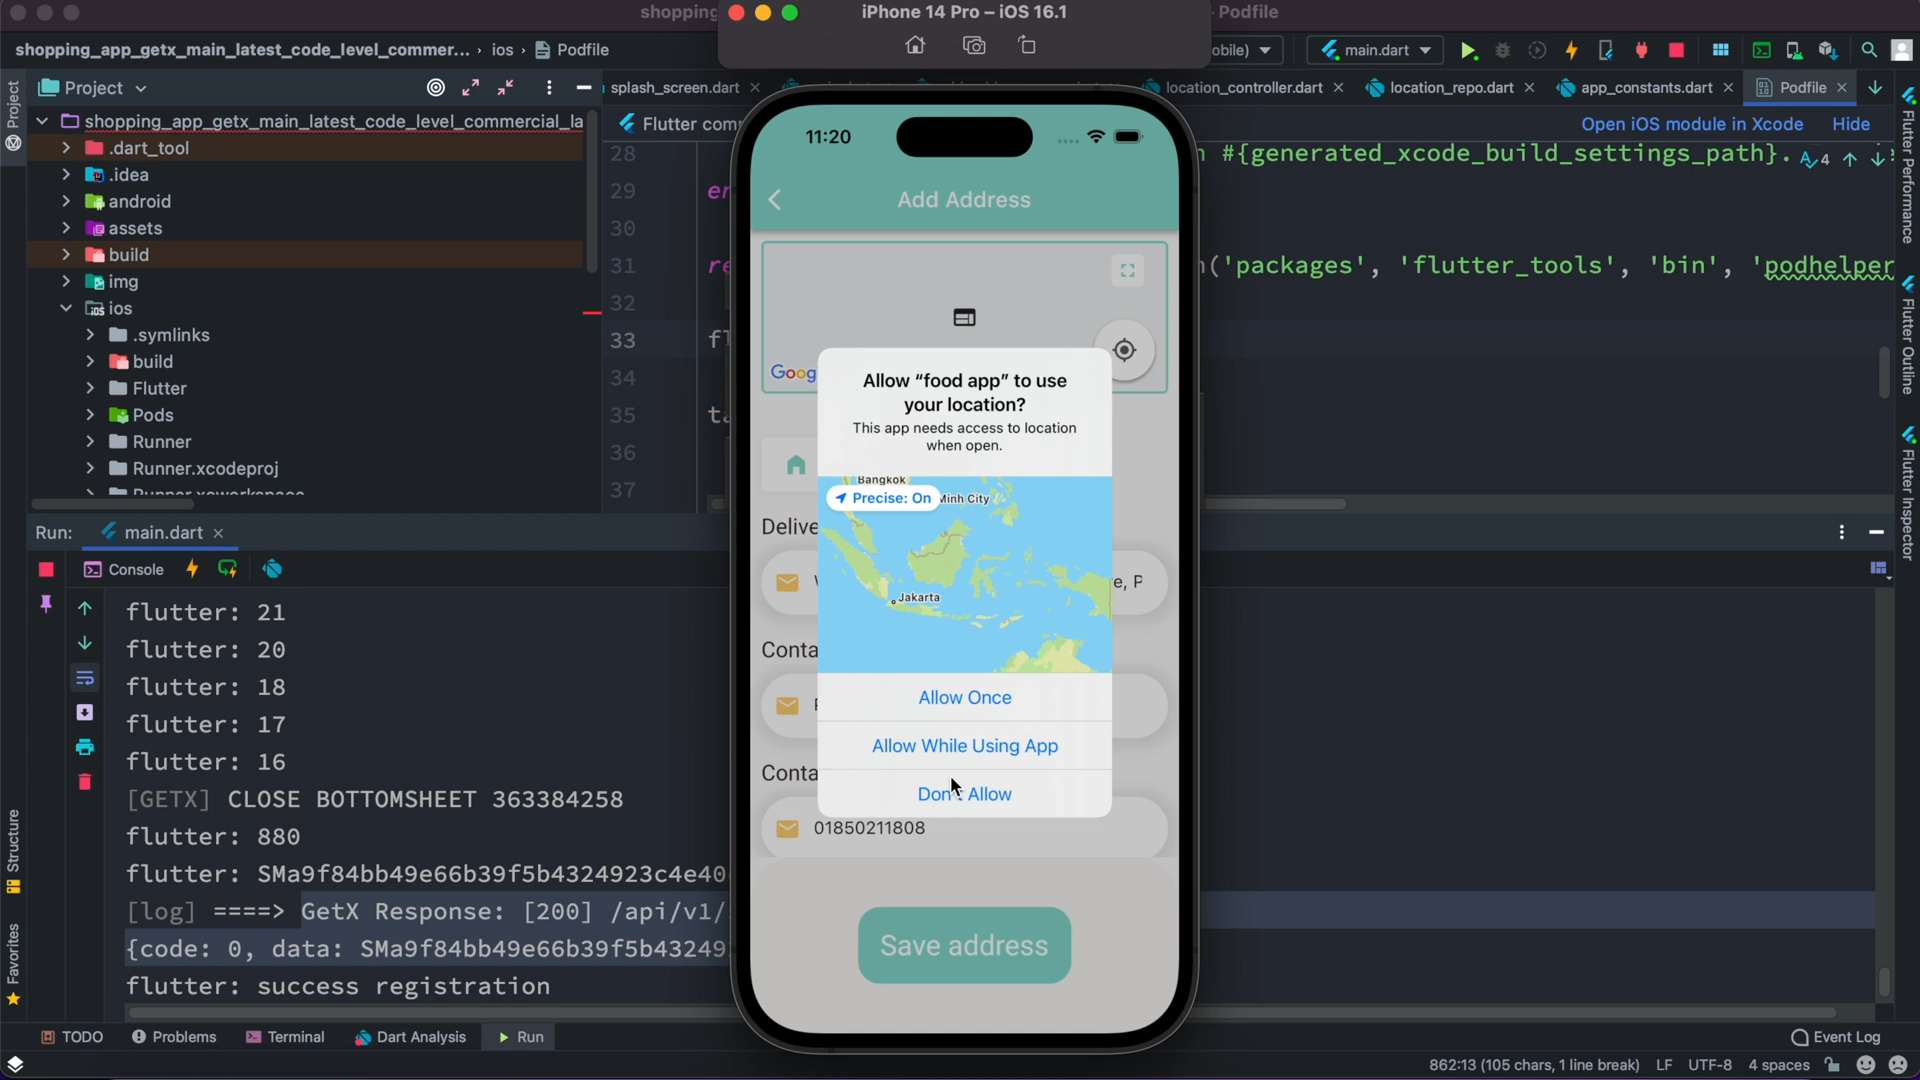 shopping
iPhone 14 Pro – iOS 16.1
Podfile
shopping_app_getx_main_latest_code_level_commer... › ios › Podfile
main.dart
Project
splash_screen.dart
location_controller.dart
location_repo.dart
app_constants.dart
Podfile
Project
shopping_app_getx_main_latest_code_level_commercial_la
.dart_tool
.idea
android
assets
build
img
ios
.symlinks
build
Flutter
Pods
Runner
Runner.xcodeproj
Flutter com
Open iOS module in Xcode
Hide
28
#{generated_xcode_build_settings_path}.
4
29
30
31
('packages', 'flutter_tools', 'bin', 'podhelper
32
33
34
35
36
37
Flutter Performance
Flutter Outline
Flutter Inspector
11:20
Add Address
Goog
Allow “food app” to use
your location?
This app needs access to location
when open.
Bangkok
Precise: On
Minh City
Jakarta
Allow Once
Allow While Using App
Don't Allow
Delive
e, P
Conta
Conta
01850211808
Save address
Run:
main.dart
Console
flutter: 21
flutter: 20
flutter: 18
flutter: 17
flutter: 16
[GETX] CLOSE BOTTOMSHEET 363384258
flutter: 880
flutter: SMa9f84bb49e66b39f5b4324923c4e40
[log] ====> GetX Response: [200] /api/v1/
{code: 0, data: SMa9f84bb49e66b39f5b43249
flutter: success registration
Structure
Favorites
TODO
Problems
Terminal
Dart Analysis
Run
Event Log
862:13 (105 chars, 1 line break)
LF
UTF-8
4 spaces